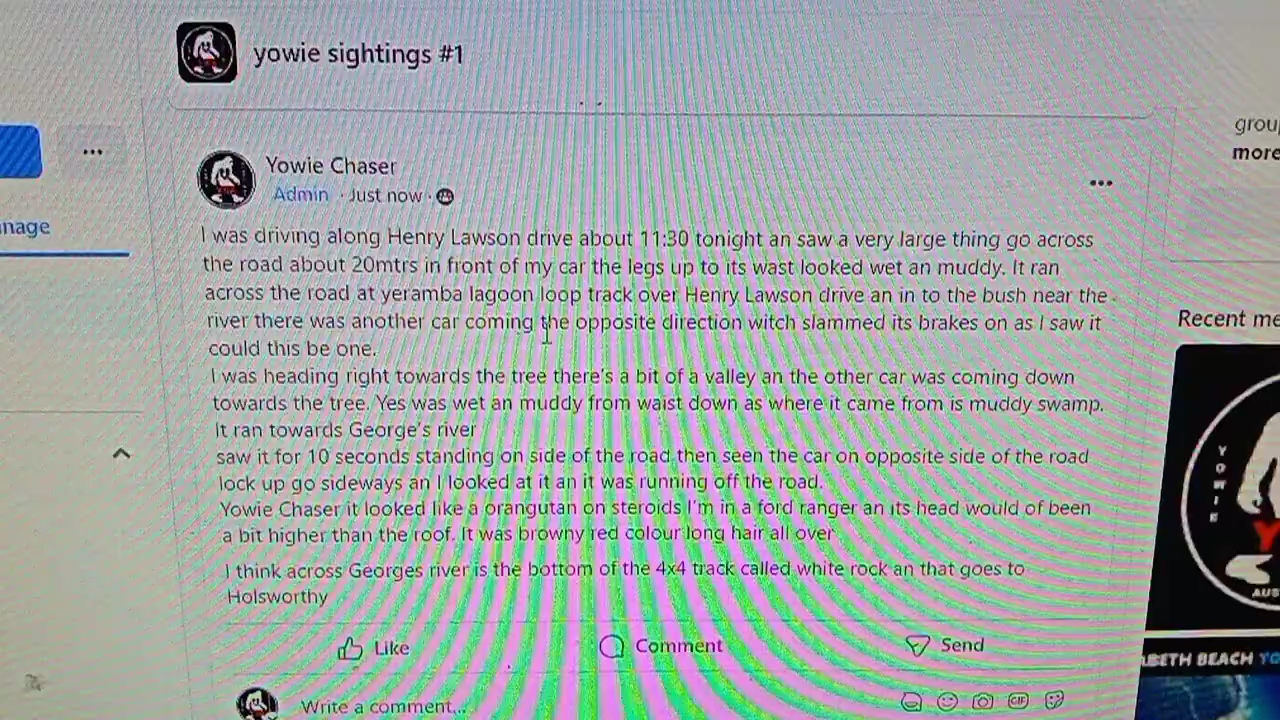 yowie sightings #1
grou
more
Yowie Chaser
Admin · Just now ·
nage
I was driving along Henry Lawson drive about 11:30 tonight an saw a very large thing go across
the road about 20mtrs in front of my car the legs up to its wast looked wet an muddy. It ran
across the road at yeramba lagoon loop track over Henry Lawson drive an in to the bush near the
river there was another car coming the opposite direction witch slammed its brakes on as I saw it
could this be one.
I was heading right towards the tree there's a bit of a valley an the other car was coming down
towards the tree. Yes was wet an muddy from waist down as where it came from is muddy swamp.
It ran towards George's river
saw it for 10 seconds standing on side of the road then seen the car on opposite side of the road
lock up go sideways an I looked at it an it was running off the road.
Yowie Chaser it looked like a orangutan on steroids I'm in a ford ranger an its head would of been
a bit higher than the roof. It was browny red colour long hair all over
I think across Georges river is the bottom of the 4x4 track called white rock an that goes to
Holsworthy
Like Comment Send
Write a comment...
GIF
Recent me
YOWIE
Y
AUS
BETH BEACH YO